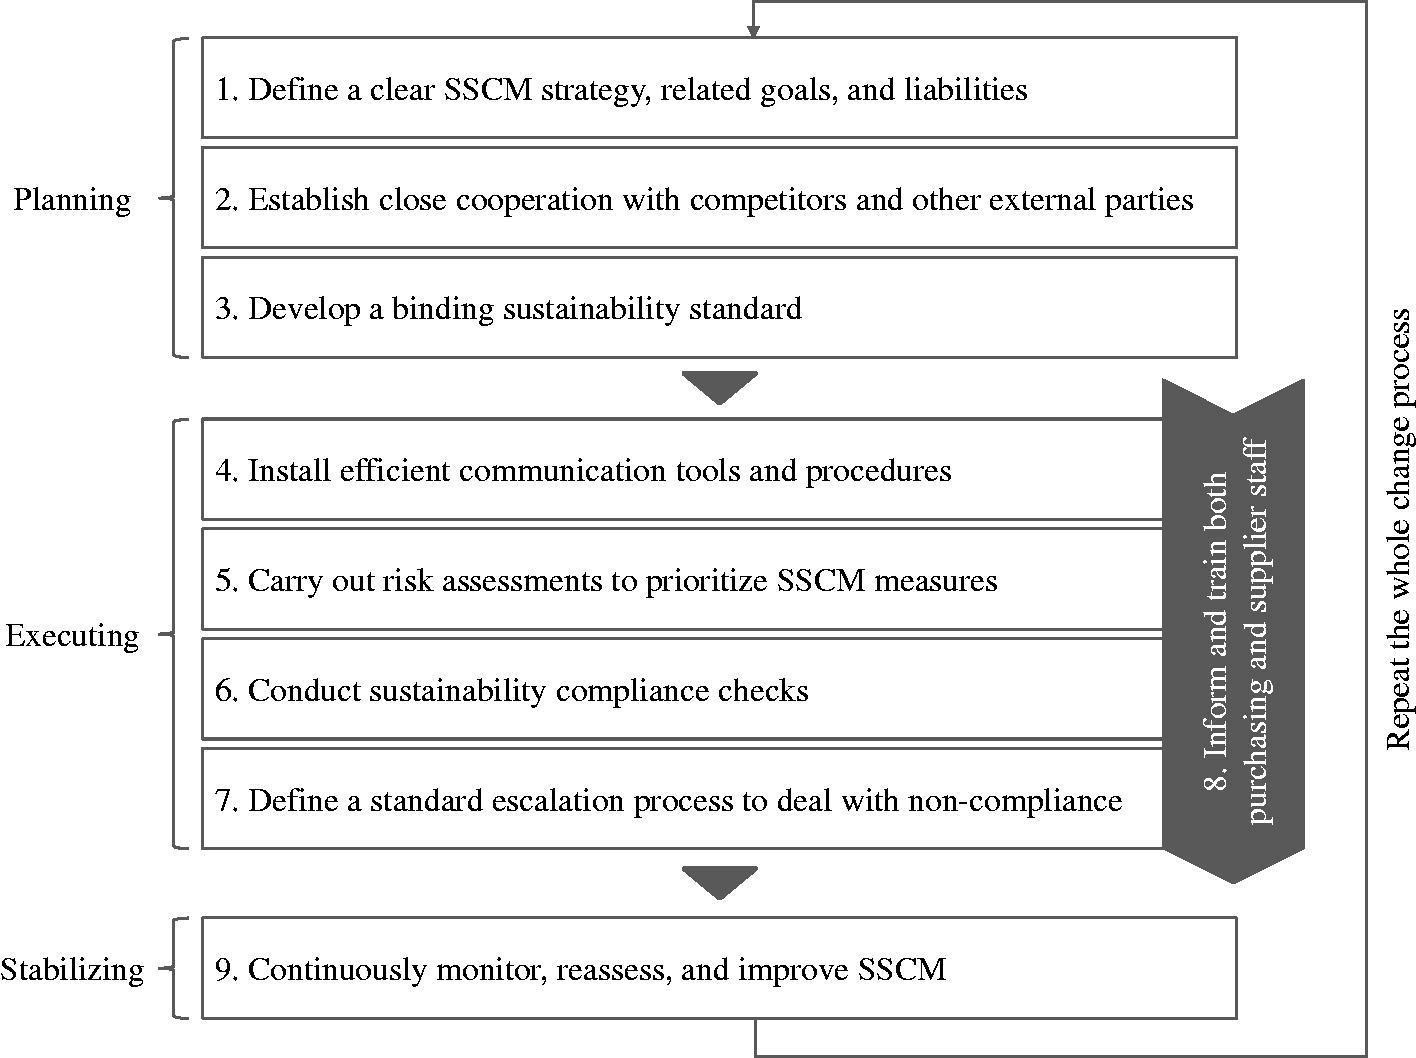 Planning
1. Define a clear SSCM strategy, related goals, and liabilities
2. Establish close cooperation with competitors and other external parties
3. Develop a binding sustainability standard
Executing
4. Install efficient communication tools and procedures
5. Carry out risk assessments to prioritize SSCM measures
6. Conduct sustainability compliance checks
7. Define a standard escalation process to deal with non-compliance
8. Inform and train both
purchasing and supplier staff
Stabilizing
9. Continuously monitor, reassess, and improve SSCM
Repeat the whole change process